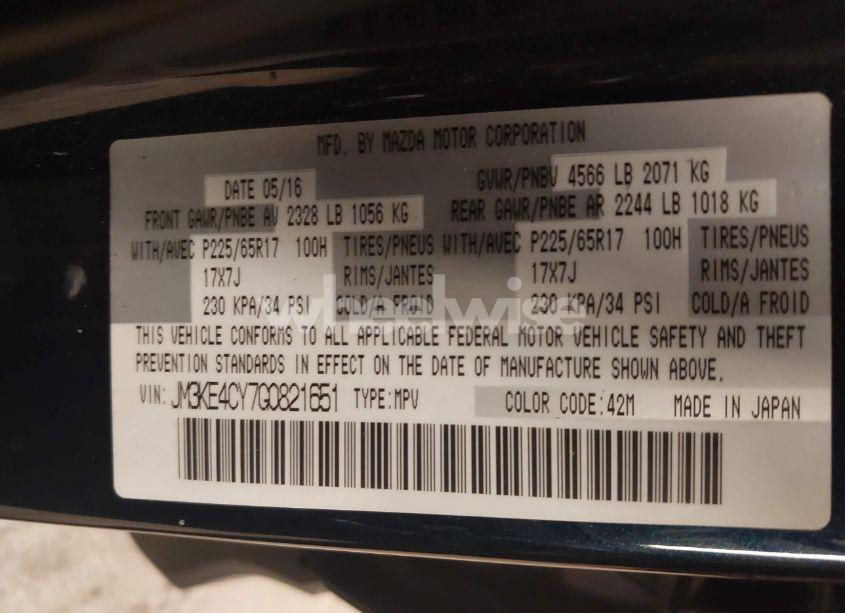 MFD. BY MAZDA MOTOR CORPORATION
DATE 05/16 GVWR/PNBV 4566 LB 2071 KG
FRONT GAWR/PNBE AV 2328 LB 1056 KG REAR GAWR/PNBE AR 2244 LB 1018 KG
WITH/AVEC P225/65R17 100H TIRES/PNEUS WITH/AVEC P225/65R17 100H TIRES/PNEUS
17X7J RIMS/JANTES 17X7J RIMS/JANTES
230 KPA/34 PSI COLD/A FROID 230 KPA/34 PSI COLD/A FROID
wheelwise
THIS VEHICLE CONFORMS TO ALL APPLICABLE FEDERAL MOTOR VEHICLE SAFETY AND THEFT
PREVENTION STANDARDS IN EFFECT ON THE DATE OF MANUFACTURE SHOWN ABOVE.
VIN: JM3KE4CY7G0821651 TYPE:MPV COLOR CODE:42M MADE IN JAPAN